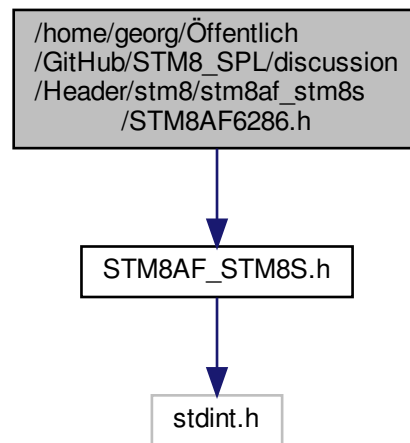 /home/georg/Öffentlich
/GitHub/STM8_SPL/discussion
/Header/stm8/stm8af_stm8s
/STM8AF6286.h
STM8AF_STM8S.h
stdint.h